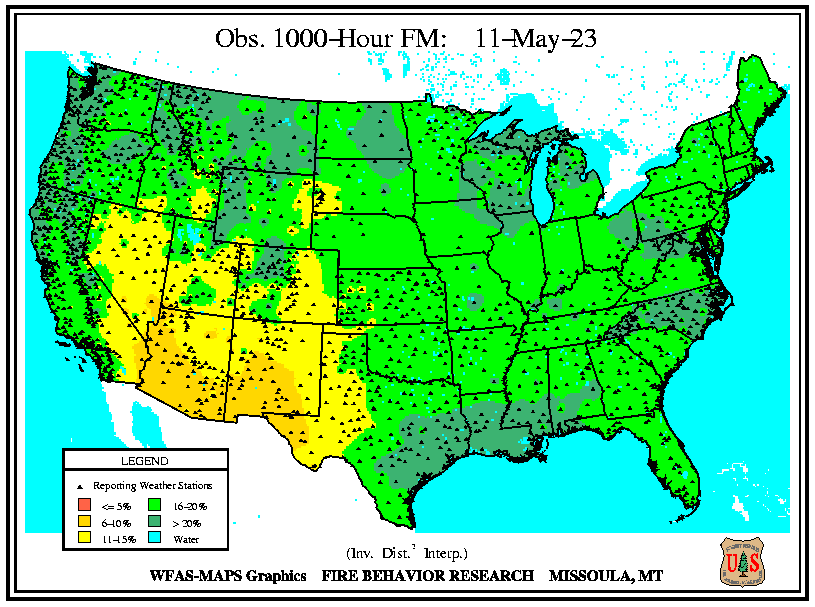 Obs. 1000-Hour FM: 11-May-23
LEGEND
Reporting Weather Stations
<= 5%
16-20%
6-10%
> 20%
11-15%
Water
(Inv. Dist.² Interp.)
WFAS-MAPS Graphics FIRE BEHAVIOR RESEARCH MISSOULA, MT
U S